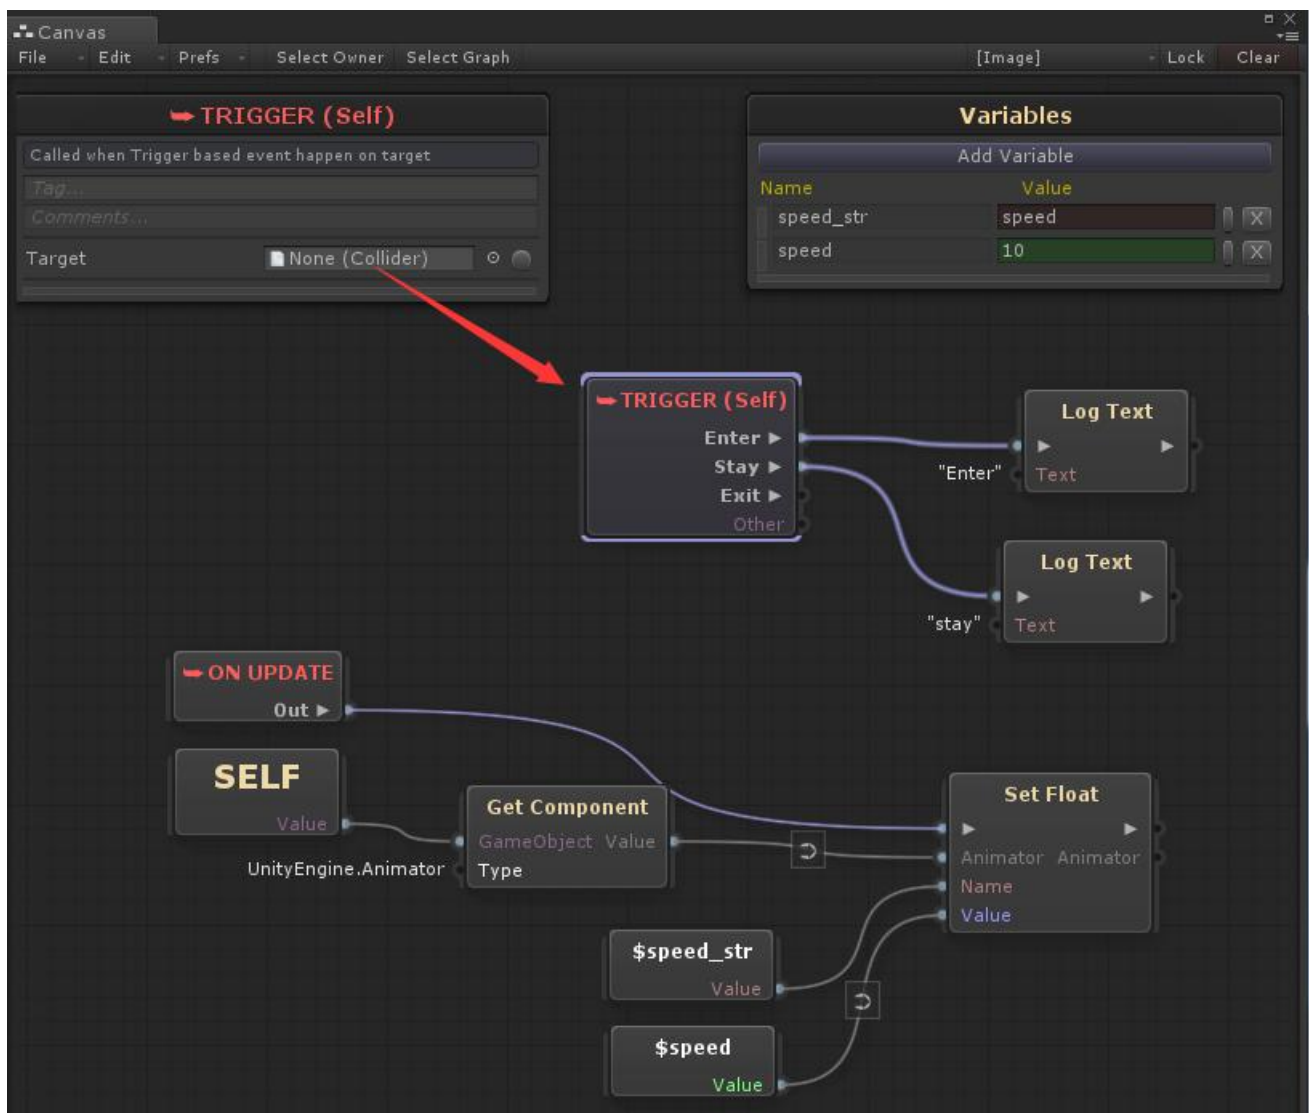 Canvas
File Edit Prefs Select Owner Select Graph [Image] Lock Clear
TRIGGER (Self)
Called when Trigger based event happen on target
Tag...
Comments...
Target None (Collider)
Variables
Add Variable
Name Value
speed_str speed X
speed 10 X
TRIGGER (Self)
Enter
Stay
Exit
Other
Log Text
"Enter" Text
Log Text
"stay" Text
ON UPDATE
Out
SELF
Value
Get Component
GameObject Value
UnityEngine.Animator Type
Set Float
Animator Animator
Name
Value
$speed_str
Value
$speed
Value